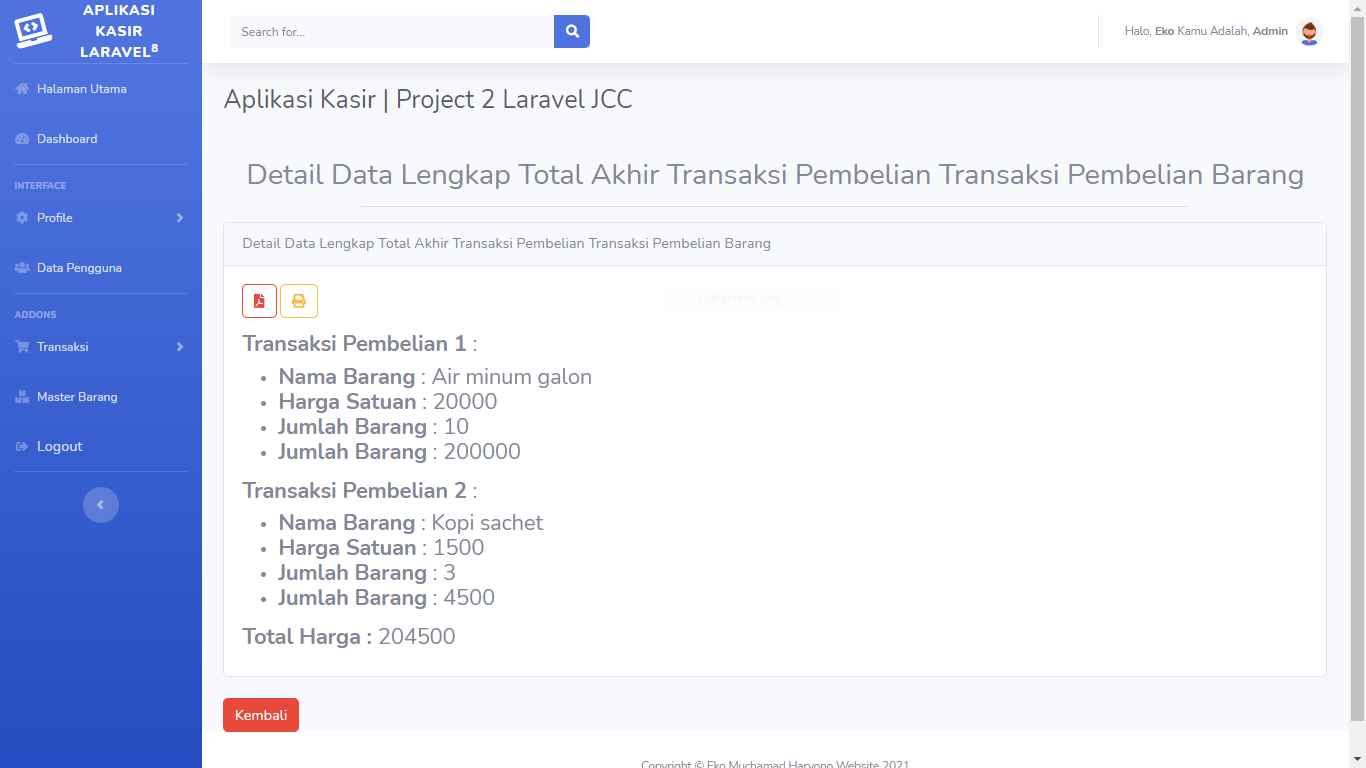 APLIKASI
KASIR
LARAVEL8
Search for...
Halo, Eko Kamu Adalah, Admin
Halaman Utama
Dashboard
INTERFACE
Profile
Data Pengguna
ADDONS
Transaksi
Master Barang
Logout
Aplikasi Kasir | Project 2 Laravel JCC
Detail Data Lengkap Total Akhir Transaksi Pembelian Transaksi Pembelian Barang
Detail Data Lengkap Total Akhir Transaksi Pembelian Transaksi Pembelian Barang
Full-screen Snip
Transaksi Pembelian 1 :
Nama Barang : Air minum galon
Harga Satuan : 20000
Jumlah Barang : 10
Jumlah Barang : 200000
Transaksi Pembelian 2 :
Nama Barang : Kopi sachet
Harga Satuan : 1500
Jumlah Barang : 3
Jumlah Barang : 4500
Total Harga : 204500
Kembali
Copyright © Eko Muchamad Haryono Website 2021